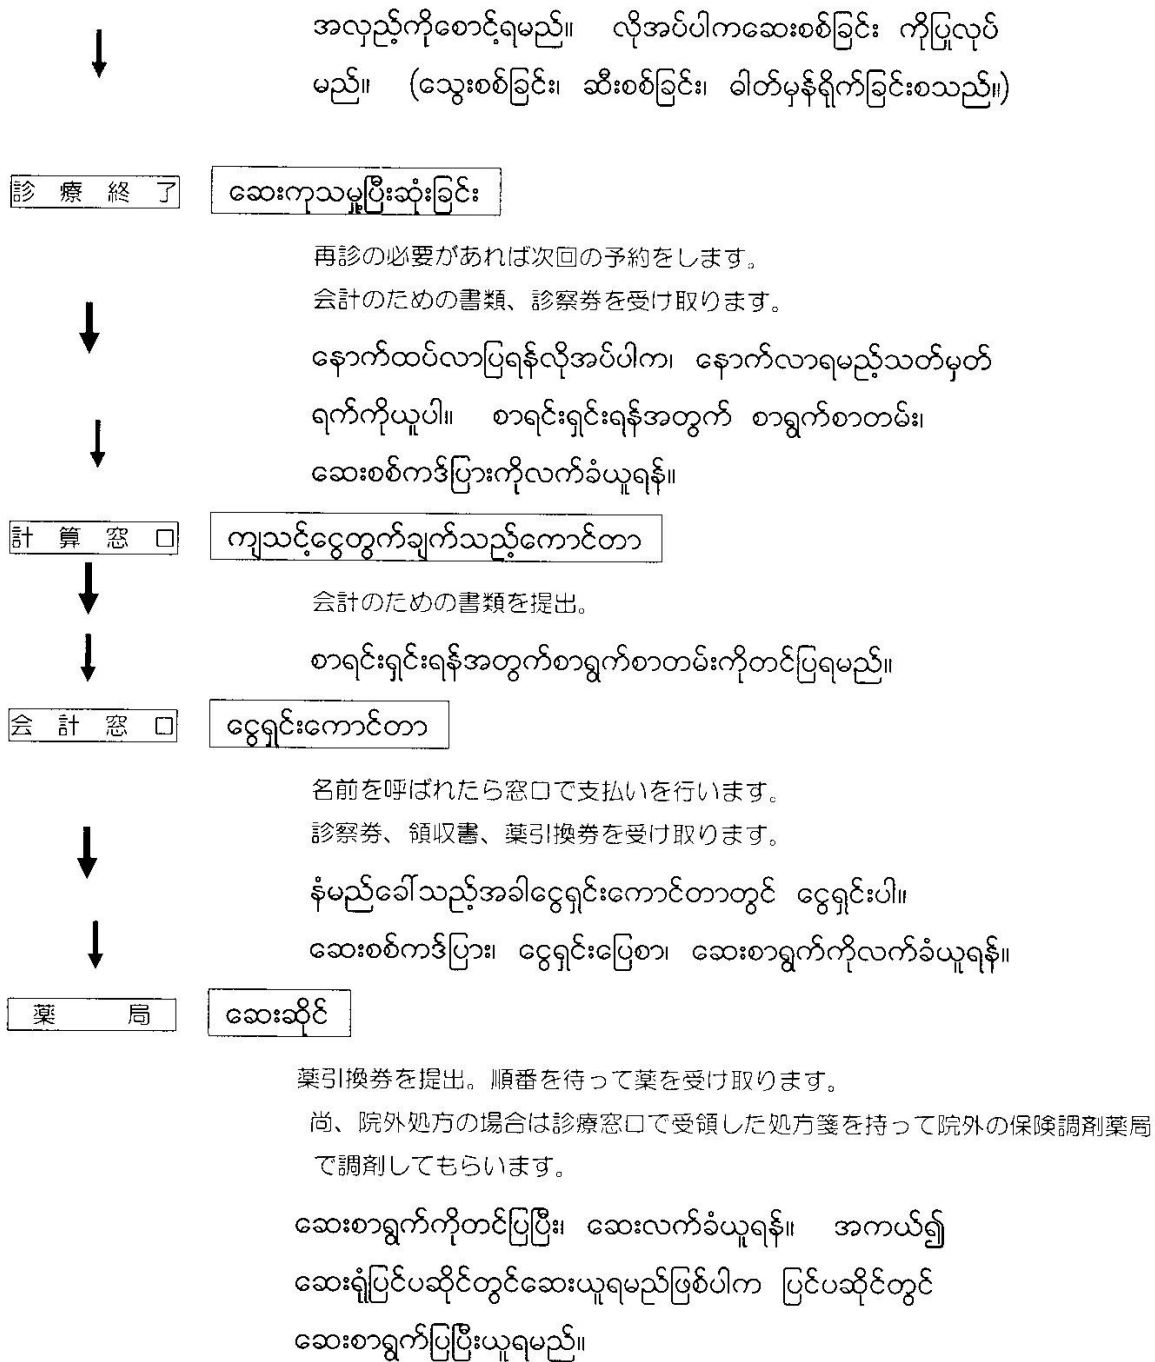 အလှည့်ကိုစောင့်ရမည်။ လိုအပ်ပါကဆေးစစ်ခြင်း ကိုပြုလုပ်
မည်။ (သွေးစစ်ခြင်း၊ ဆီးစစ်ခြင်း၊ ဓါတ်မှန်ရိုက်ခြင်းစသည်။)
診療終了 ဆေးကုသမှု့ပြီးဆုံးခြင်း
再診の必要があれば次回の予約をします。
会計のための書類、診察券を受け取ります。
နောက်ထပ်လာပြရန်လိုအပ်ပါက၊ နောက်လာရမည့်သတ်မှတ်
ရက်ကိုယူပါ။ စာရင်းရှင်းရန်အတွက် စာရွက်စာတမ်း၊
ဆေးစစ်ကဒ်ပြားကိုလက်ခံယူရန်။
計算窓口 ကျသင့်ငွေတွက်ချက်သည့်ကောင်တာ
会計のための書類を提出。
စာရင်းရှင်းရန်အတွက်စာရွက်စာတမ်းကိုတင်ပြရမည်။
会計窓口 ငွေရှင်းကောင်တာ
名前を呼ばれたら窓口で支払いを行います。
診察券、領収書、薬引換券を受け取ります。
နံမည်ခေါ်သည့်အခါငွေရှင်းကောင်တာတွင် ငွေရှင်းပါ။
ဆေးစစ်ကဒ်ပြား၊ ငွေရှင်းပြေစာ၊ ဆေးစာရွက်ကိုလက်ခံယူရန်။
薬局 ဆေးဆိုင်
薬引換券を提出。順番を待って薬を受け取ります。
尚、院外処方の場合は診療窓口で受領した処方箋を持って院外の保険調剤薬局
で調剤してもらいます。
ဆေးစာရွက်ကိုတင်ပြပြီး၊ ဆေးလက်ခံယူရန်။ အကယ်၍
ဆေးရုံပြင်ပဆိုင်တွင်ဆေးယူရမည်ဖြစ်ပါက ပြင်ပဆိုင်တွင်
ဆေးစာရွက်ပြပြီးယူရမည်။